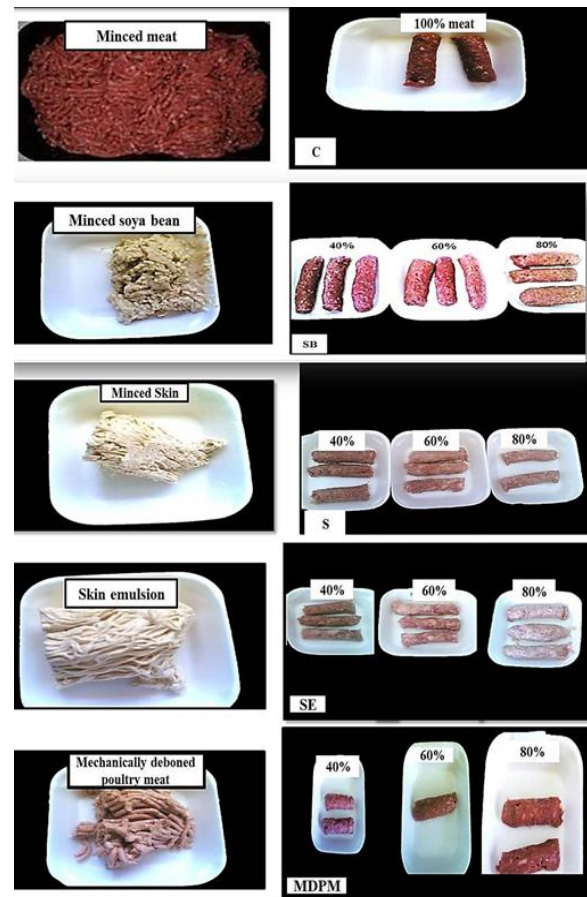 Minced meat
100% meat
C
Minced soya bean
40%
60%
80%
SB
Minced Skin
40%
60%
80%
S
Skin emulsion
40%
60%
80%
SE
Mechanically deboned
poultry meat
40%
60%
80%
MDPM